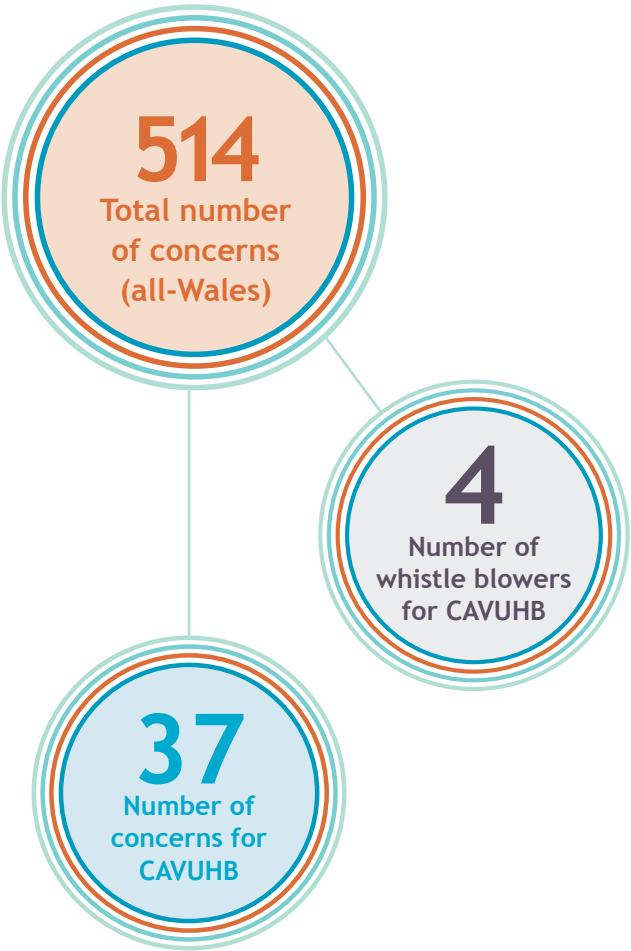 514
Total number
of concerns
(all-Wales)
4
Number of
whistle blowers
for CAVUHB
37
Number of
concerns for
CAVUHB